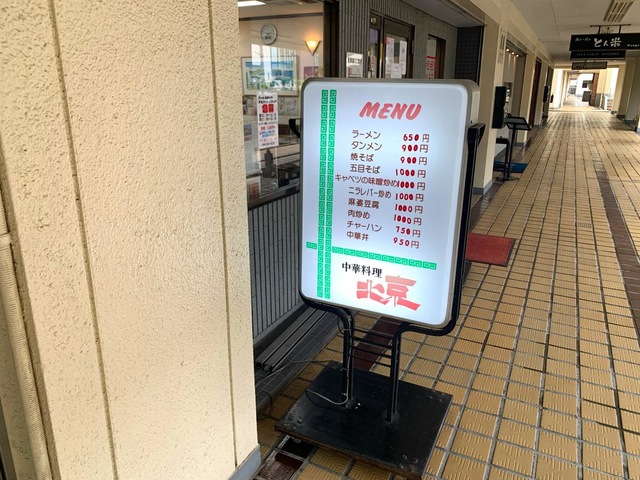 MENU
ラーメン 650円
タンメン 900円
焼そば 900円
五目そば 1000円
キャベツの味噌炒め 1000円
ニラレバー炒め 1000円
麻婆豆腐 1000円
肉炒め 1000円
チャーハン 750円
中華丼 950円
中華料理
北京
とん米